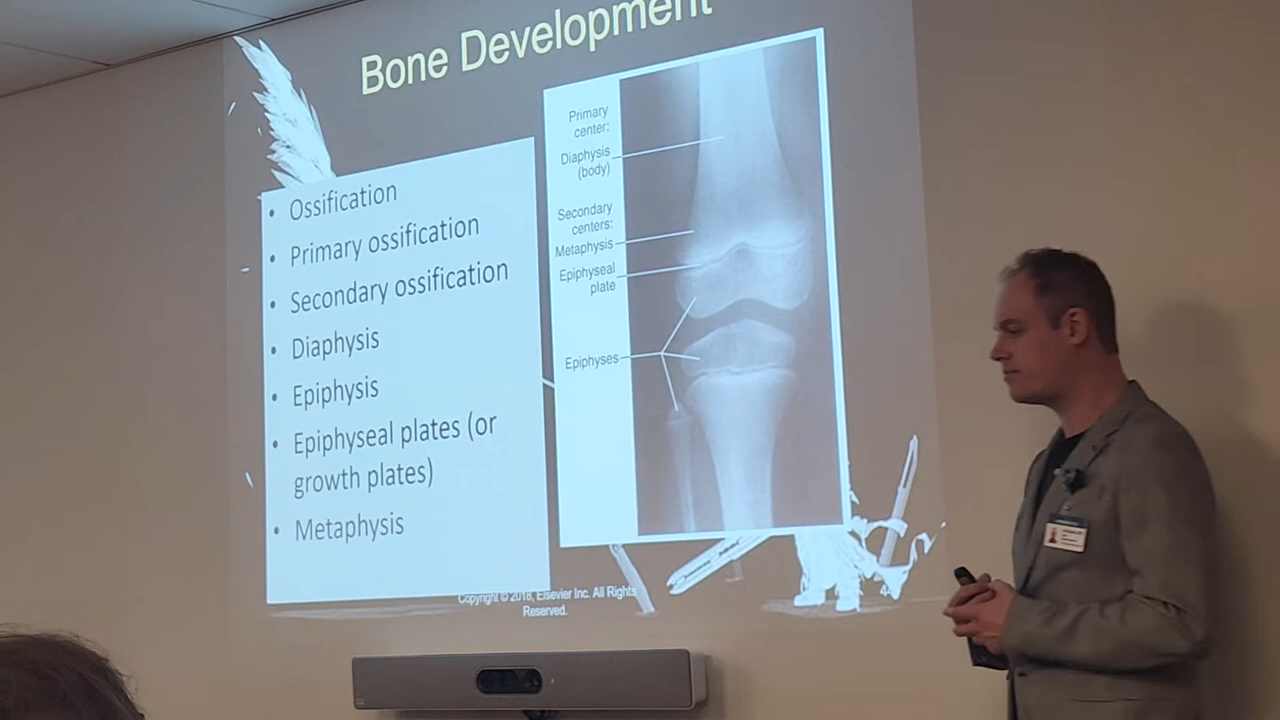 Bone Development
• Ossification
• Primary ossification
• Secondary ossification
• Diaphysis
• Epiphysis
• Epiphyseal plates (or
growth plates)
• Metaphysis
Primary
center:
Diaphysis
(body)
Secondary
centers:
Metaphysis
Epiphyseal
plate
Epiphyses
Copyright © 2018, Elsevier Inc. All Rights
Reserved.
4